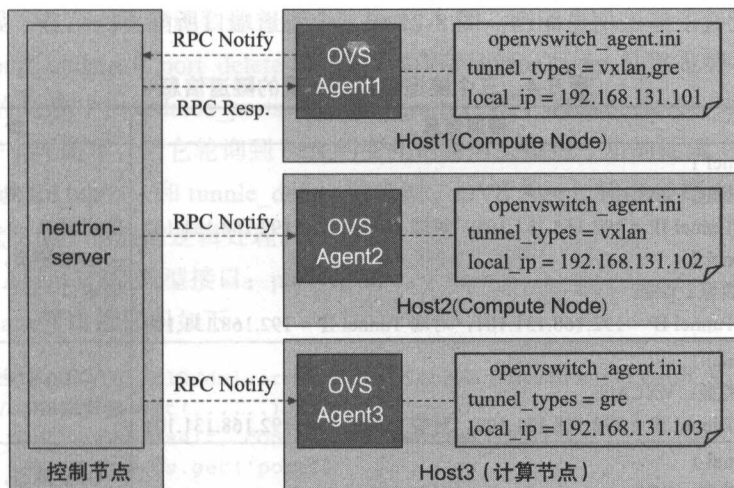 RPC Notify
RPC Resp.
OVS
Agent1
openvswitch_agent.ini
tunnel_types = vxlan,gre
local_ip = 192.168.131.101
Host1(Compute Node)
neutron-
server
RPC Notify
OVS
Agent2
openvswitch_agent.ini
tunnel_types = vxlan
local_ip = 192.168.131.102
Host2(Compute Node)
RPC Notify
OVS
Agent3
openvswitch_agent.ini
tunnel_types = gre
local_ip = 192.168.131.103
控制节点
Host3（计算节点）